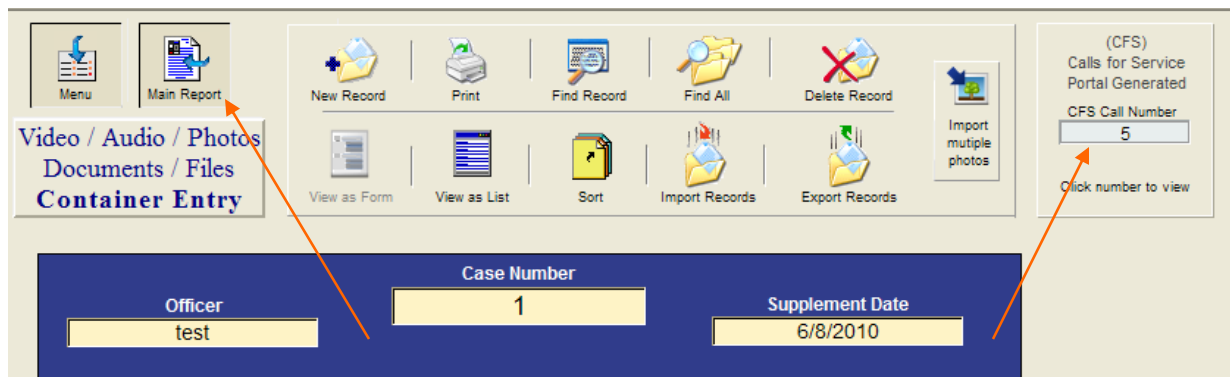 Menu
Main Report
Video / Audio / Photos
Documents / Files
Container Entry
New Record
Print
Find Record
Find All
Delete Record
View as Form
View as List
Sort
Import Records
Export Records
Import
mutiple
photos
(CFS)
Calls for Service
Portal Generated
CFS Call Number
5
Click number to view
Case Number
1
Officer
test
Supplement Date
6/8/2010